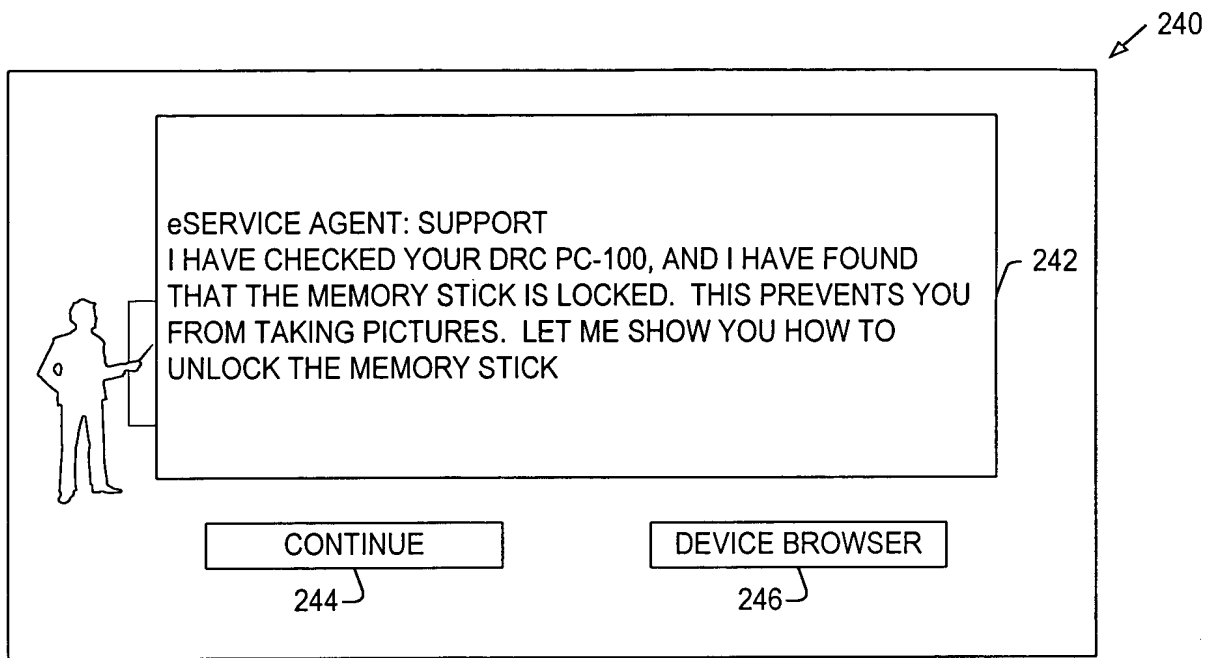 240
eSERVICE AGENT: SUPPORT
I HAVE CHECKED YOUR DRC PC-100, AND I HAVE FOUND
THAT THE MEMORY STICK IS LOCKED. THIS PREVENTS YOU
FROM TAKING PICTURES. LET ME SHOW YOU HOW TO
UNLOCK THE MEMORY STICK
242
CONTINUE
DEVICE BROWSER
244
246